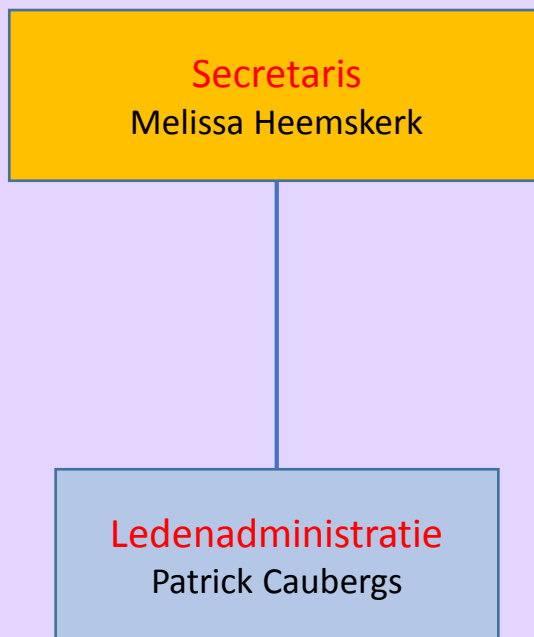 Secretaris
Melissa Heemskerk
Ledenadministratie
Patrick Caubergs